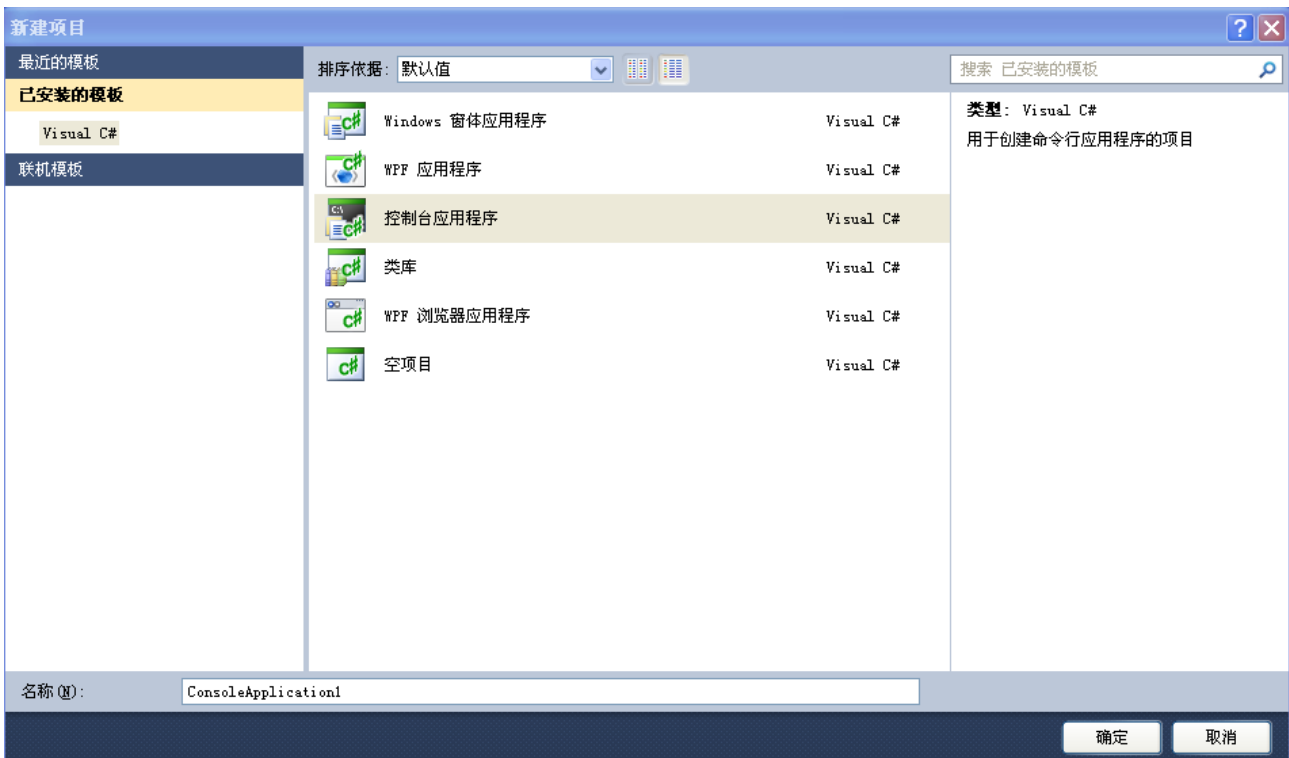 新建项目
最近的模板
已安装的模板
Visual C#
联机模板
排序依据: 默认值
搜索 已安装的模板
Windows 窗体应用程序 Visual C#
WPF 应用程序 Visual C#
控制台应用程序 Visual C#
类库 Visual C#
WPF 浏览器应用程序 Visual C#
空项目 Visual C#
类型: Visual C#
用于创建命令行应用程序的项目
名称(N): ConsoleApplication1
确定 取消